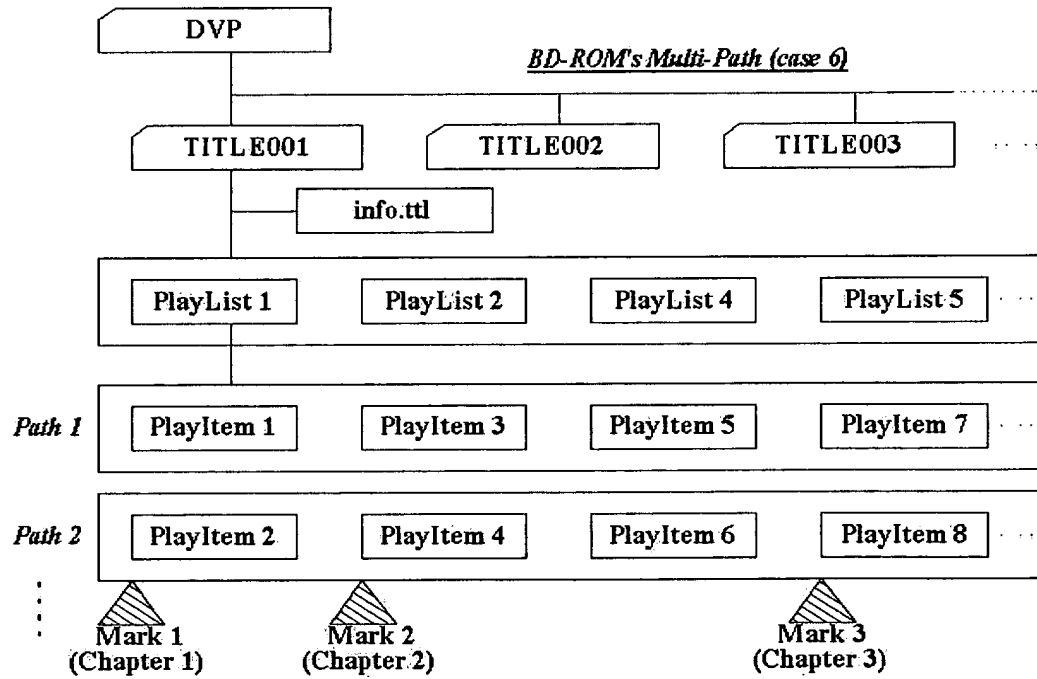 DVP
BD-ROM's Multi-Path (case 6)
TITLE001
TITLE002
TITLE003
info.ttl
PlayList 1
PlayList 2
PlayList 4
PlayList 5
Path 1
PlayItem 1
PlayItem 3
PlayItem 5
PlayItem 7
Path 2
PlayItem 2
PlayItem 4
PlayItem 6
PlayItem 8
Mark 1
(Chapter 1)
Mark 2
(Chapter 2)
Mark 3
(Chapter 3)